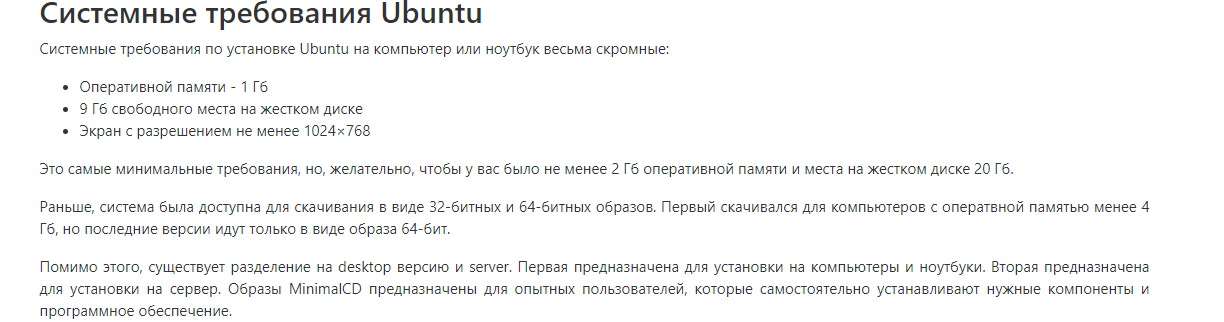 Системные требования Ubuntu
Системные требования по установке Ubuntu на компьютер или ноутбук весьма скромные:
• Оперативной памяти - 1 Гб
• 9 Гб свободного места на жестком диске
• Экран с разрешением не менее 1024×768
Это самые минимальные требования, но, желательно, чтобы у вас было не менее 2 Гб оперативной памяти и места на жестком диске 20 Гб.
Раньше, система была доступна для скачивания в виде 32-битных и 64-битных образов. Первый скачивался для компьютеров с оператвной памятью менее 4
Гб, но последние версии идут только в виде образа 64-бит.
Помимо этого, существует разделение на desktop версию и server. Первая предназначена для установки на компьютеры и ноутбуки. Вторая предназначена
для установки на сервер. Образы MinimalCD предназначены для опытных пользователей, которые самостоятельно устанавливают нужные компоненты и
программное обеспечение.